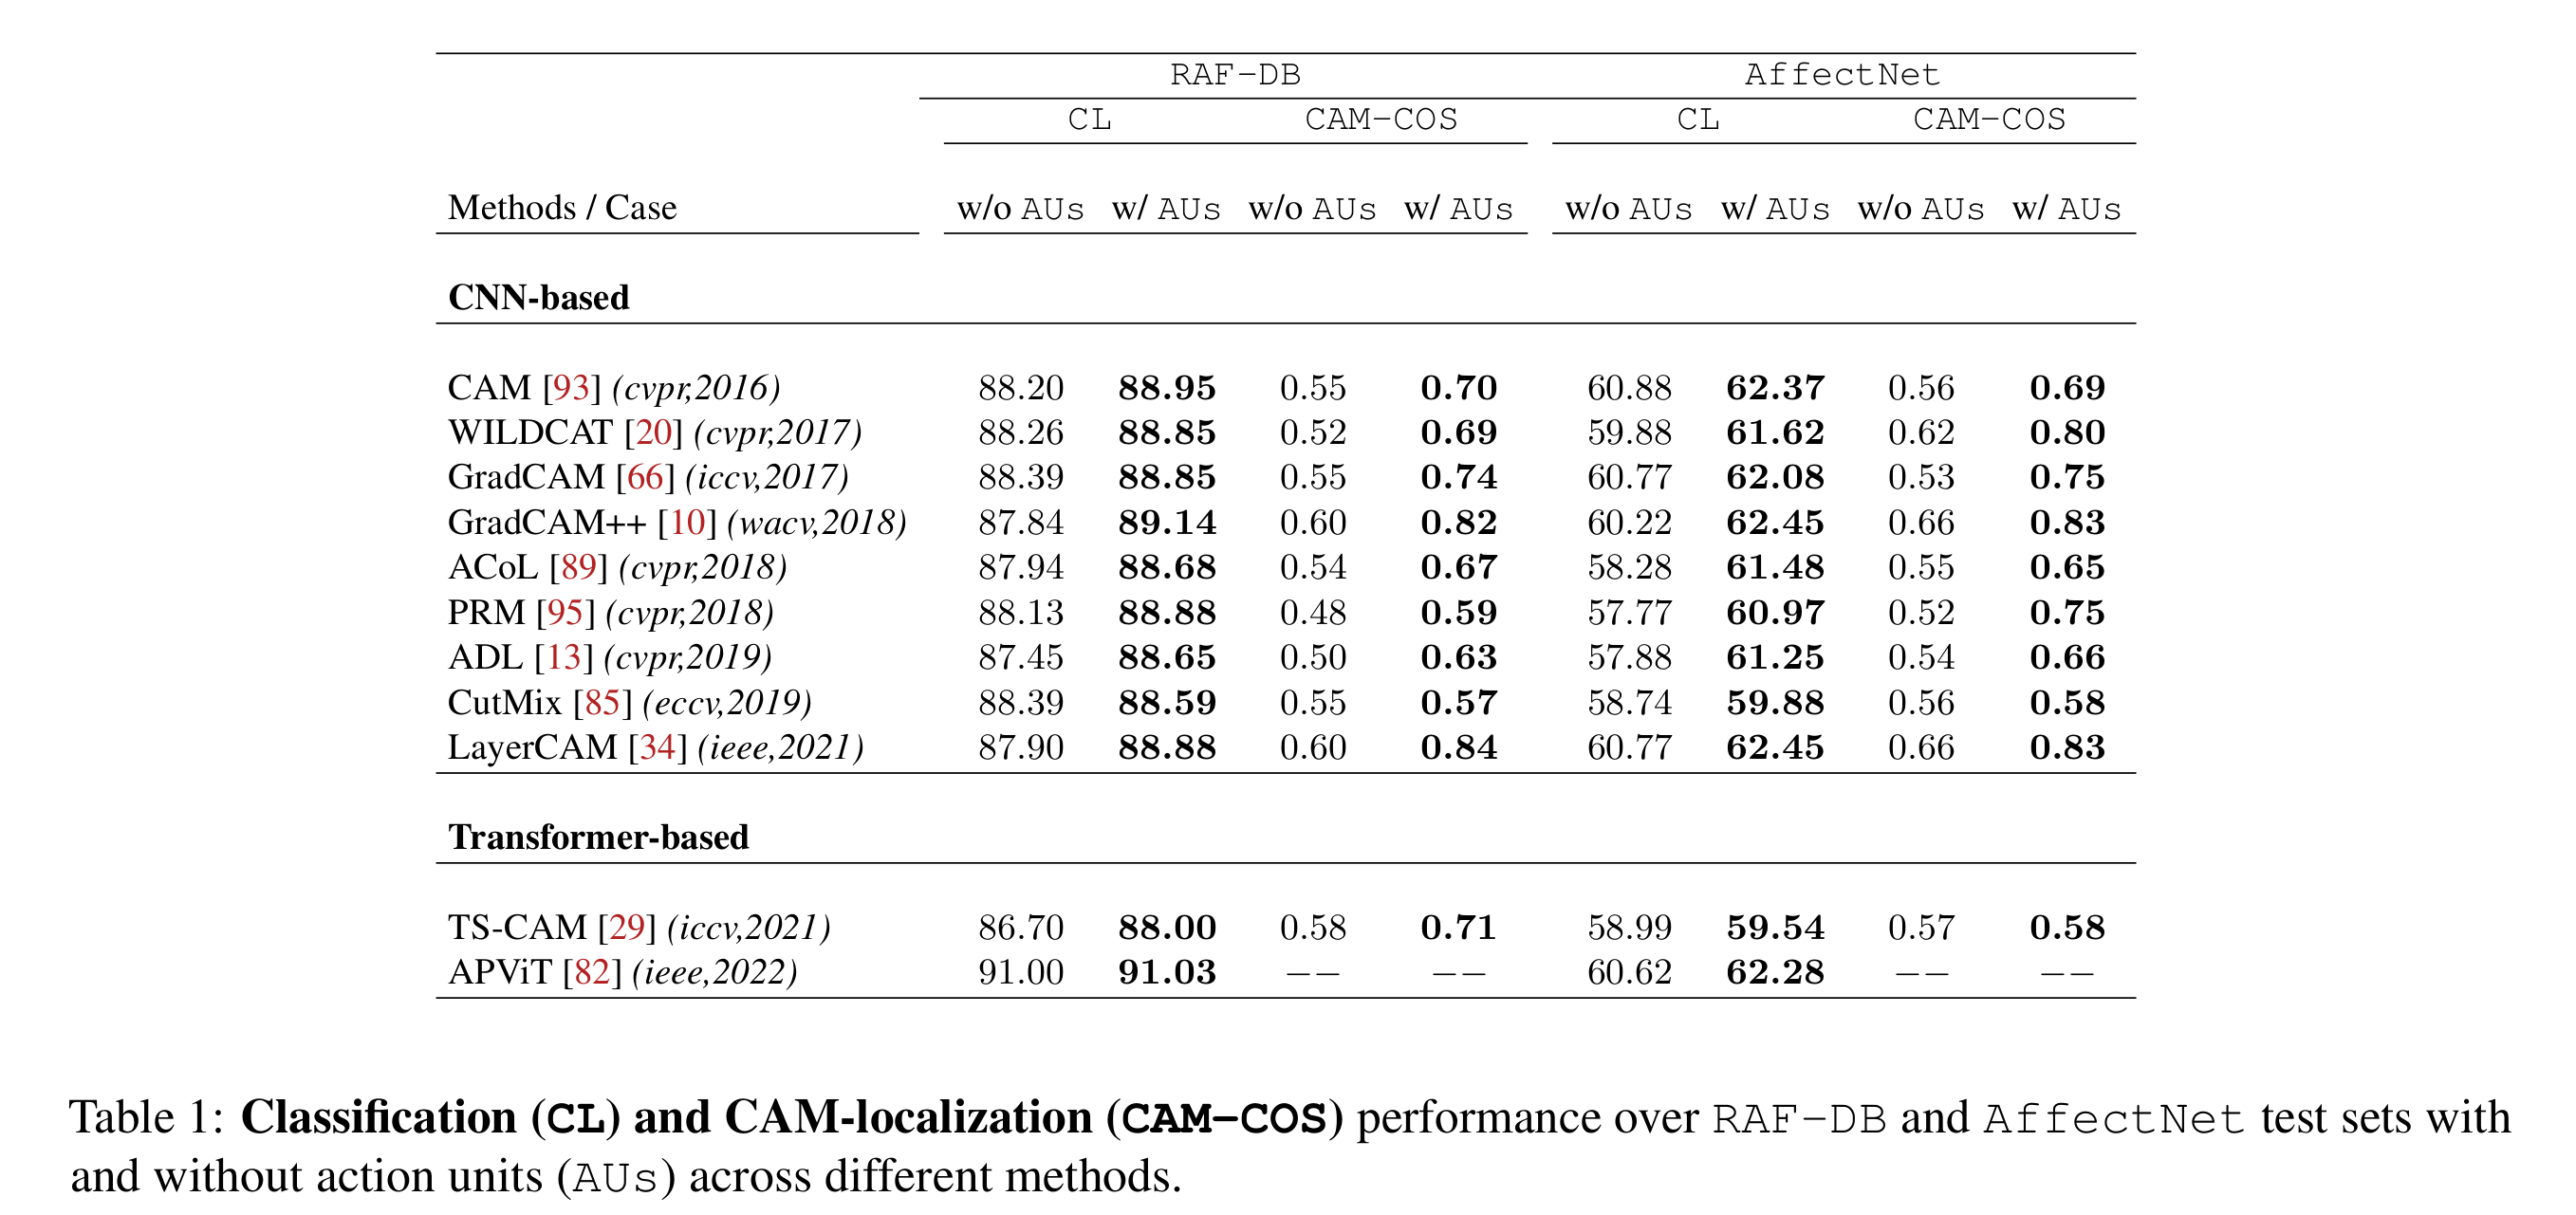 RAF-DB AffectNet
CL CAM-COS CL CAM-COS
Methods / Case w/o AUs w/ AUs w/o AUs w/ AUs w/o AUs w/ AUs w/o AUs w/ AUs
CNN-based
CAM [93] (cvpr,2016) 88.20 88.95 0.55 0.70 60.88 62.37 0.56 0.69
WILDCAT [20] (cvpr,2017) 88.26 88.85 0.52 0.69 59.88 61.62 0.62 0.80
GradCAM [66] (iccv,2017) 88.39 88.85 0.55 0.74 60.77 62.08 0.53 0.75
GradCAM++ [10] (wacv,2018) 87.84 89.14 0.60 0.82 60.22 62.45 0.66 0.83
ACoL [89] (cvpr,2018) 87.94 88.68 0.54 0.67 58.28 61.48 0.55 0.65
PRM [95] (cvpr,2018) 88.13 88.88 0.48 0.59 57.77 60.97 0.52 0.75
ADL [13] (cvpr,2019) 87.45 88.65 0.50 0.63 57.88 61.25 0.54 0.66
CutMix [85] (eccv,2019) 88.39 88.59 0.55 0.57 58.74 59.88 0.56 0.58
LayerCAM [34] (ieee,2021) 87.90 88.88 0.60 0.84 60.77 62.45 0.66 0.83
Transformer-based
TS-CAM [29] (iccv,2021) 86.70 88.00 0.58 0.71 58.99 59.54 0.57 0.58
APViT [82] (ieee,2022) 91.00 91.03 −− −− 60.62 62.28 −− −−
Table 1: Classification (CL) and CAM-localization (CAM-COS) performance over RAF-DB and AffectNet test sets with
and without action units (AUs) across different methods.